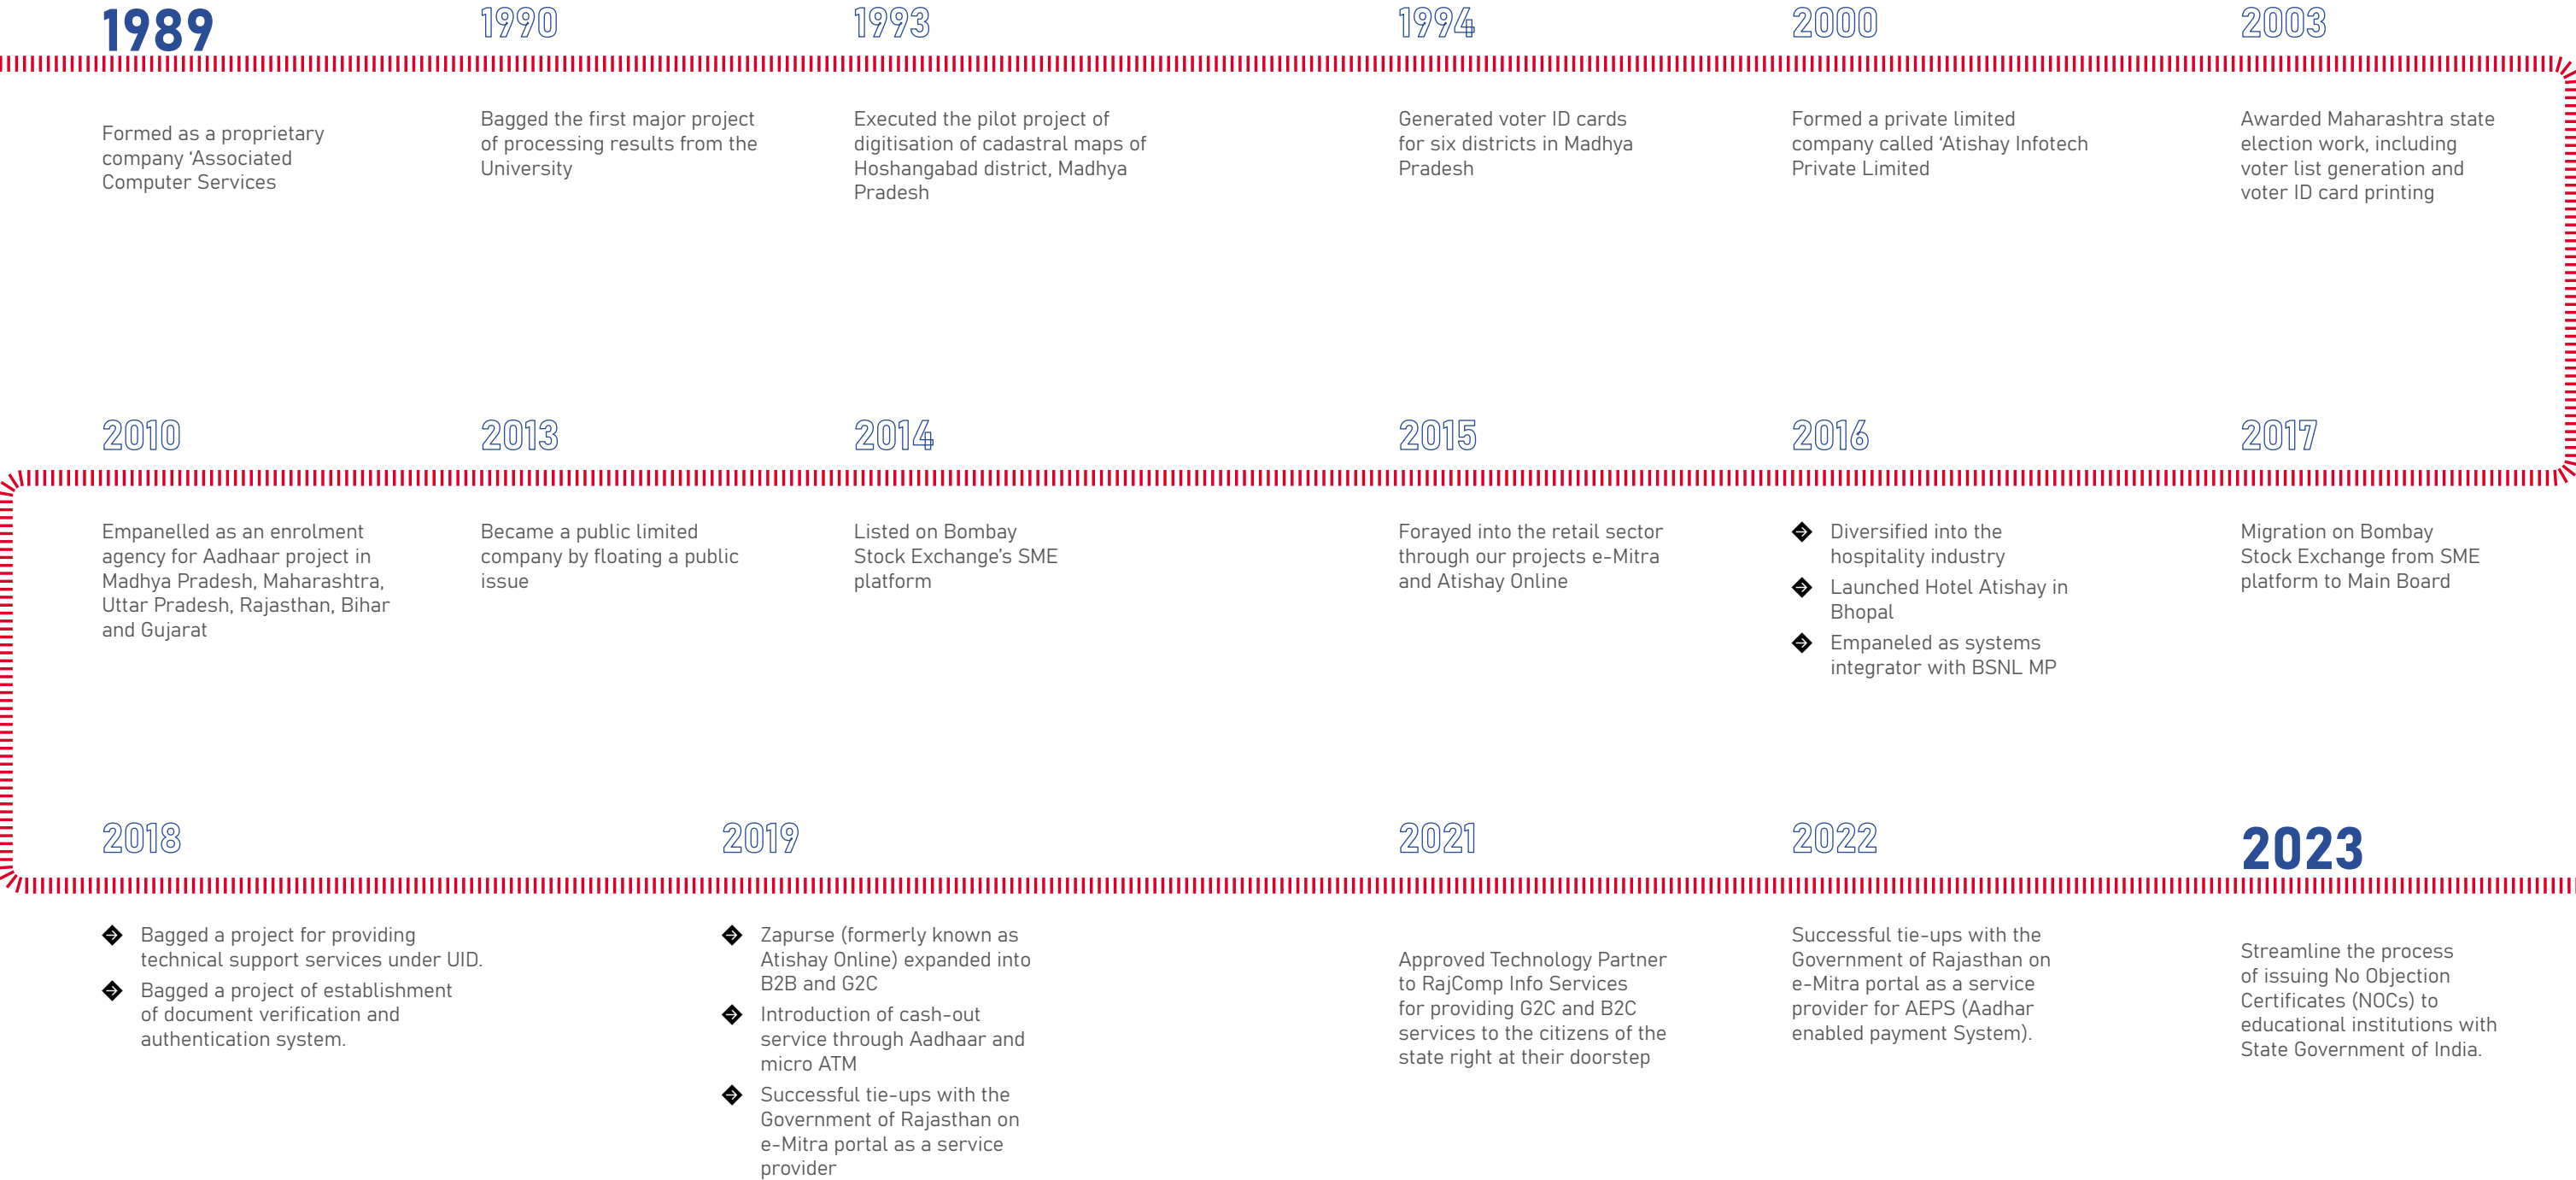 1989
Formed as a proprietary
company ‘Associated
Computer Services
1990
Bagged the first major project
of processing results from the
University
1993
Executed the pilot project of
digitisation of cadastral maps of
Hoshangabad district, Madhya
Pradesh
1994
Generated voter ID cards
for six districts in Madhya
Pradesh
2000
Formed a private limited
company called ‘Atishay Infotech
Private Limited
2003
Awarded Maharashtra state
election work, including
voter list generation and
voter ID card printing
2010
Empanelled as an enrolment
agency for Aadhaar project in
Madhya Pradesh, Maharashtra,
Uttar Pradesh, Rajasthan, Bihar
and Gujarat
2013
Became a public limited
company by floating a public
issue
2014
Listed on Bombay
Stock Exchange’s SME
platform
2015
Forayed into the retail sector
through our projects e-Mitra
and Atishay Online
2016
Diversified into the
hospitality industry
Launched Hotel Atishay in
Bhopal
Empaneled as systems
integrator with BSNL MP
2017
Migration on Bombay
Stock Exchange from SME
platform to Main Board
2018
Bagged a project for providing
technical support services under UID.
Bagged a project of establishment
of document verification and
authentication system.
2019
Zapurse (formerly known as
Atishay Online) expanded into
B2B and G2C
Introduction of cash-out
service through Aadhaar and
micro ATM
Successful tie-ups with the
Government of Rajasthan on
e-Mitra portal as a service
provider
2021
Approved Technology Partner
to RajComp Info Services
for providing G2C and B2C
services to the citizens of the
state right at their doorstep
2022
Successful tie-ups with the
Government of Rajasthan on
e-Mitra portal as a service
provider for AEPS (Aadhar
enabled payment System).
2023
Streamline the process
of issuing No Objection
Certificates (NOCs) to
educational institutions with
State Government of India.